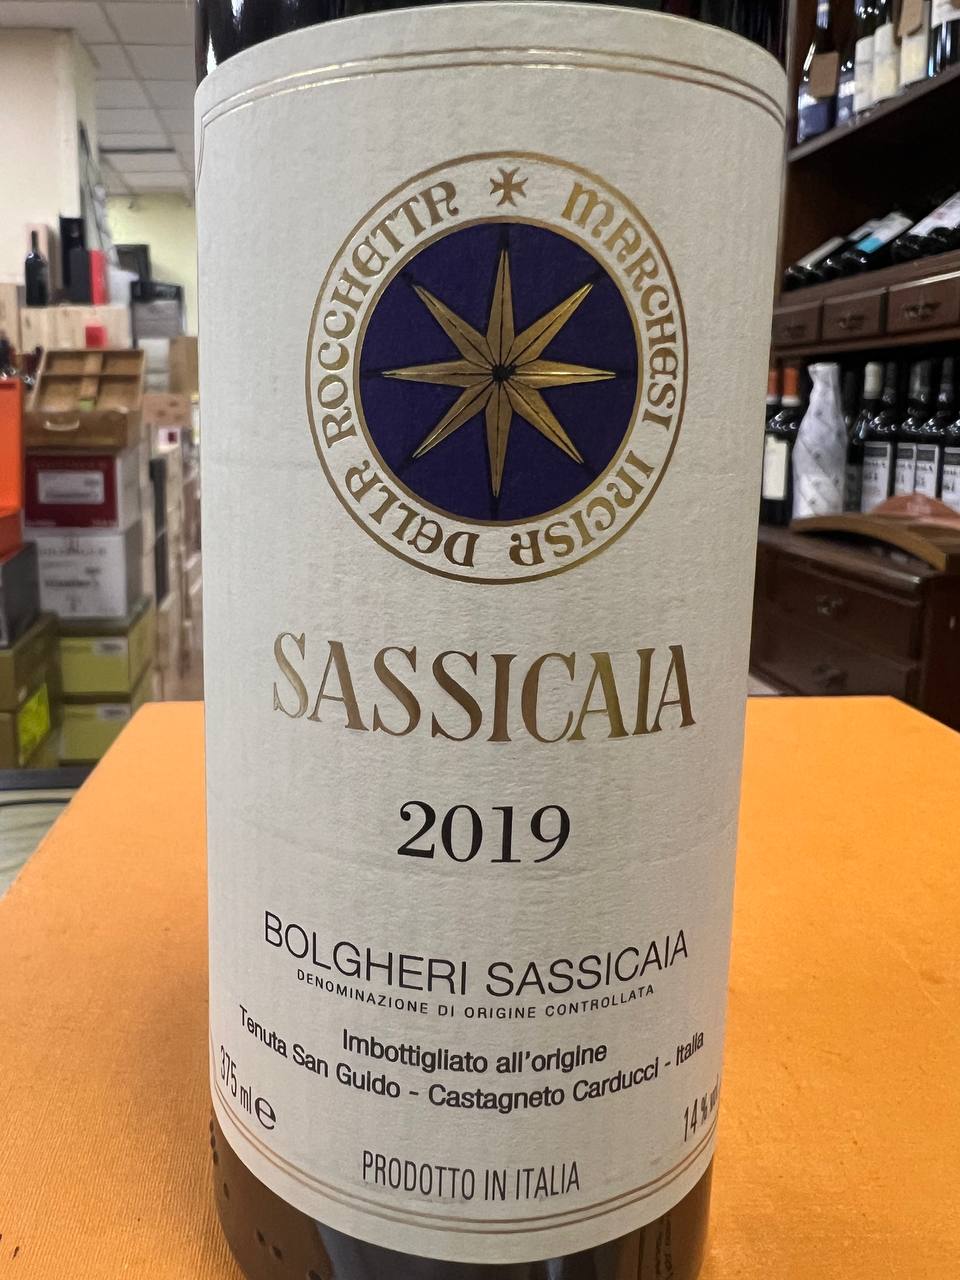 MARCHESI INCISA DELLA ROCCHETTA
SASSICAIA
2019
BOLGHERI SASSICAIA
DENOMINAZIONE DI ORIGINE CONTROLLATA
Imbottigliato all'origine
Tenuta San Guido - Castagneto Carducci - Italia
375 ml e
14 % vol
PRODOTTO IN ITALIA